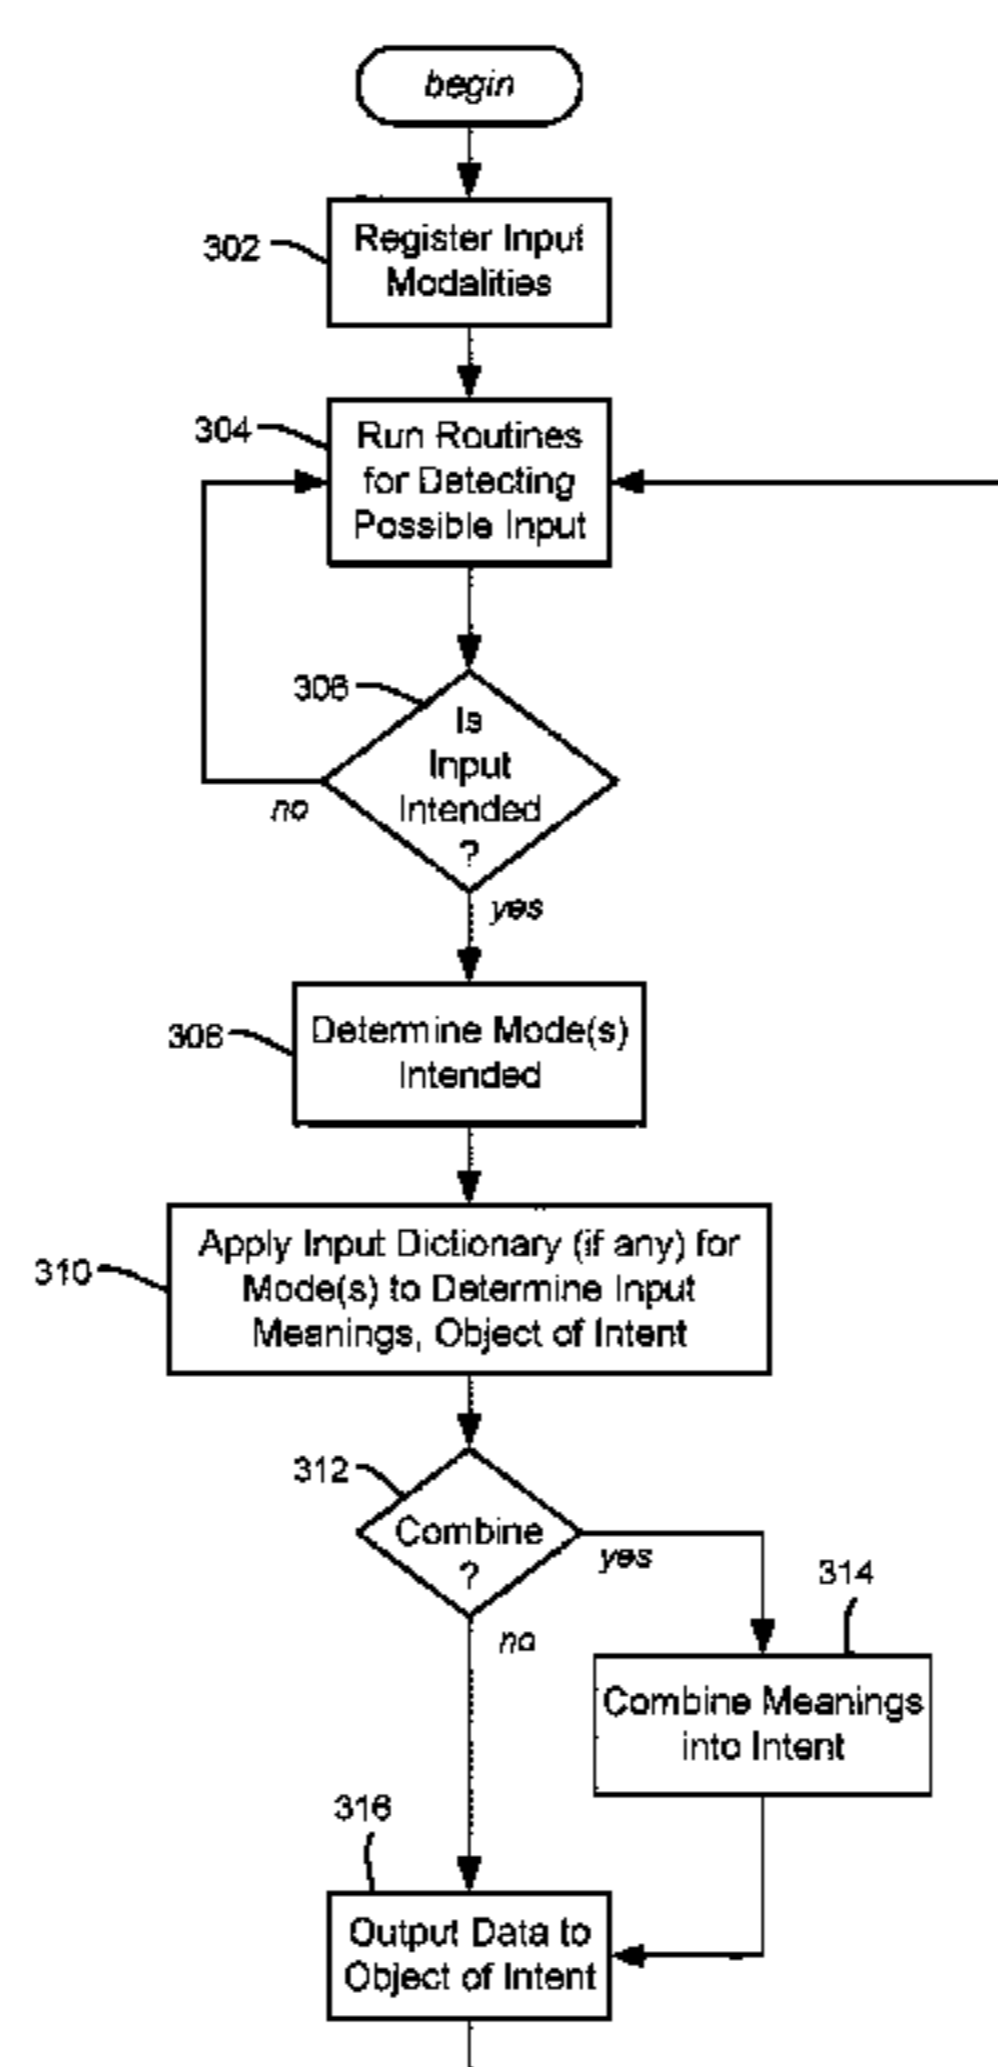 begin
302
Register Input
Modalities
304
Run Routines
for Detecting
Possible Input
306
Is
Input
Intended
?
no
yes
308
Determine Mode(s)
Intended
310
Apply Input Dictionary (if any) for
Mode(s) to Determine Input
Meanings, Object of Intent
312
Combine
?
yes
no
314
Combine Meanings
into Intent
316
Output Data to
Object of Intent